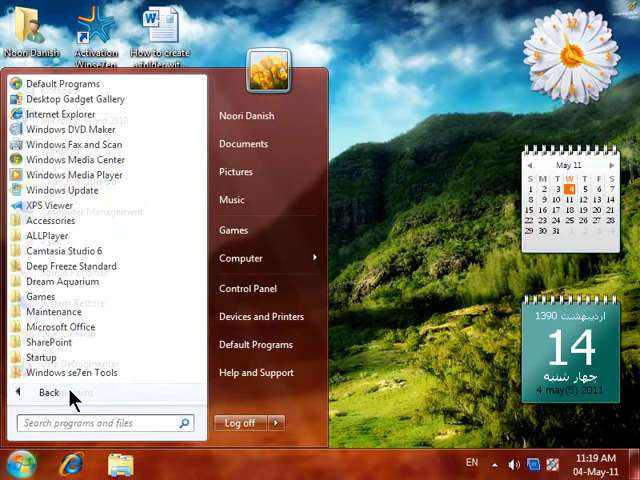 Noori Danish
Activation
Winse7en
How to create
a folder wit...
Default Programs
Desktop Gadget Gallery
Internet Explorer
Windows DVD Maker
Windows Fax and Scan
Windows Media Center
Windows Media Player
Windows Update
XPS Viewer
Accessories
ALLPlayer
Camtasia Studio 6
Deep Freeze Standard
Dream Aquarium
Games
Maintenance
Microsoft Office
SharePoint
Startup
Windows se7en Tools
Back
Search programs and files
Noori Danish
Documents
Pictures
Music
Games
Computer
Control Panel
Devices and Printers
Default Programs
Help and Support
Log off
12
May 11
S M T W T F S
1 2 3 4 5 6 7
8 9 10 11 12 13 14
15 16 17 18 19 20 21
22 23 24 25 26 27 28
29 30 31 1 2 3 4
اردیبهشت 1390
14
چهار شنبه
4 may(5) 2011
EN
11:19 AM
04-May-11